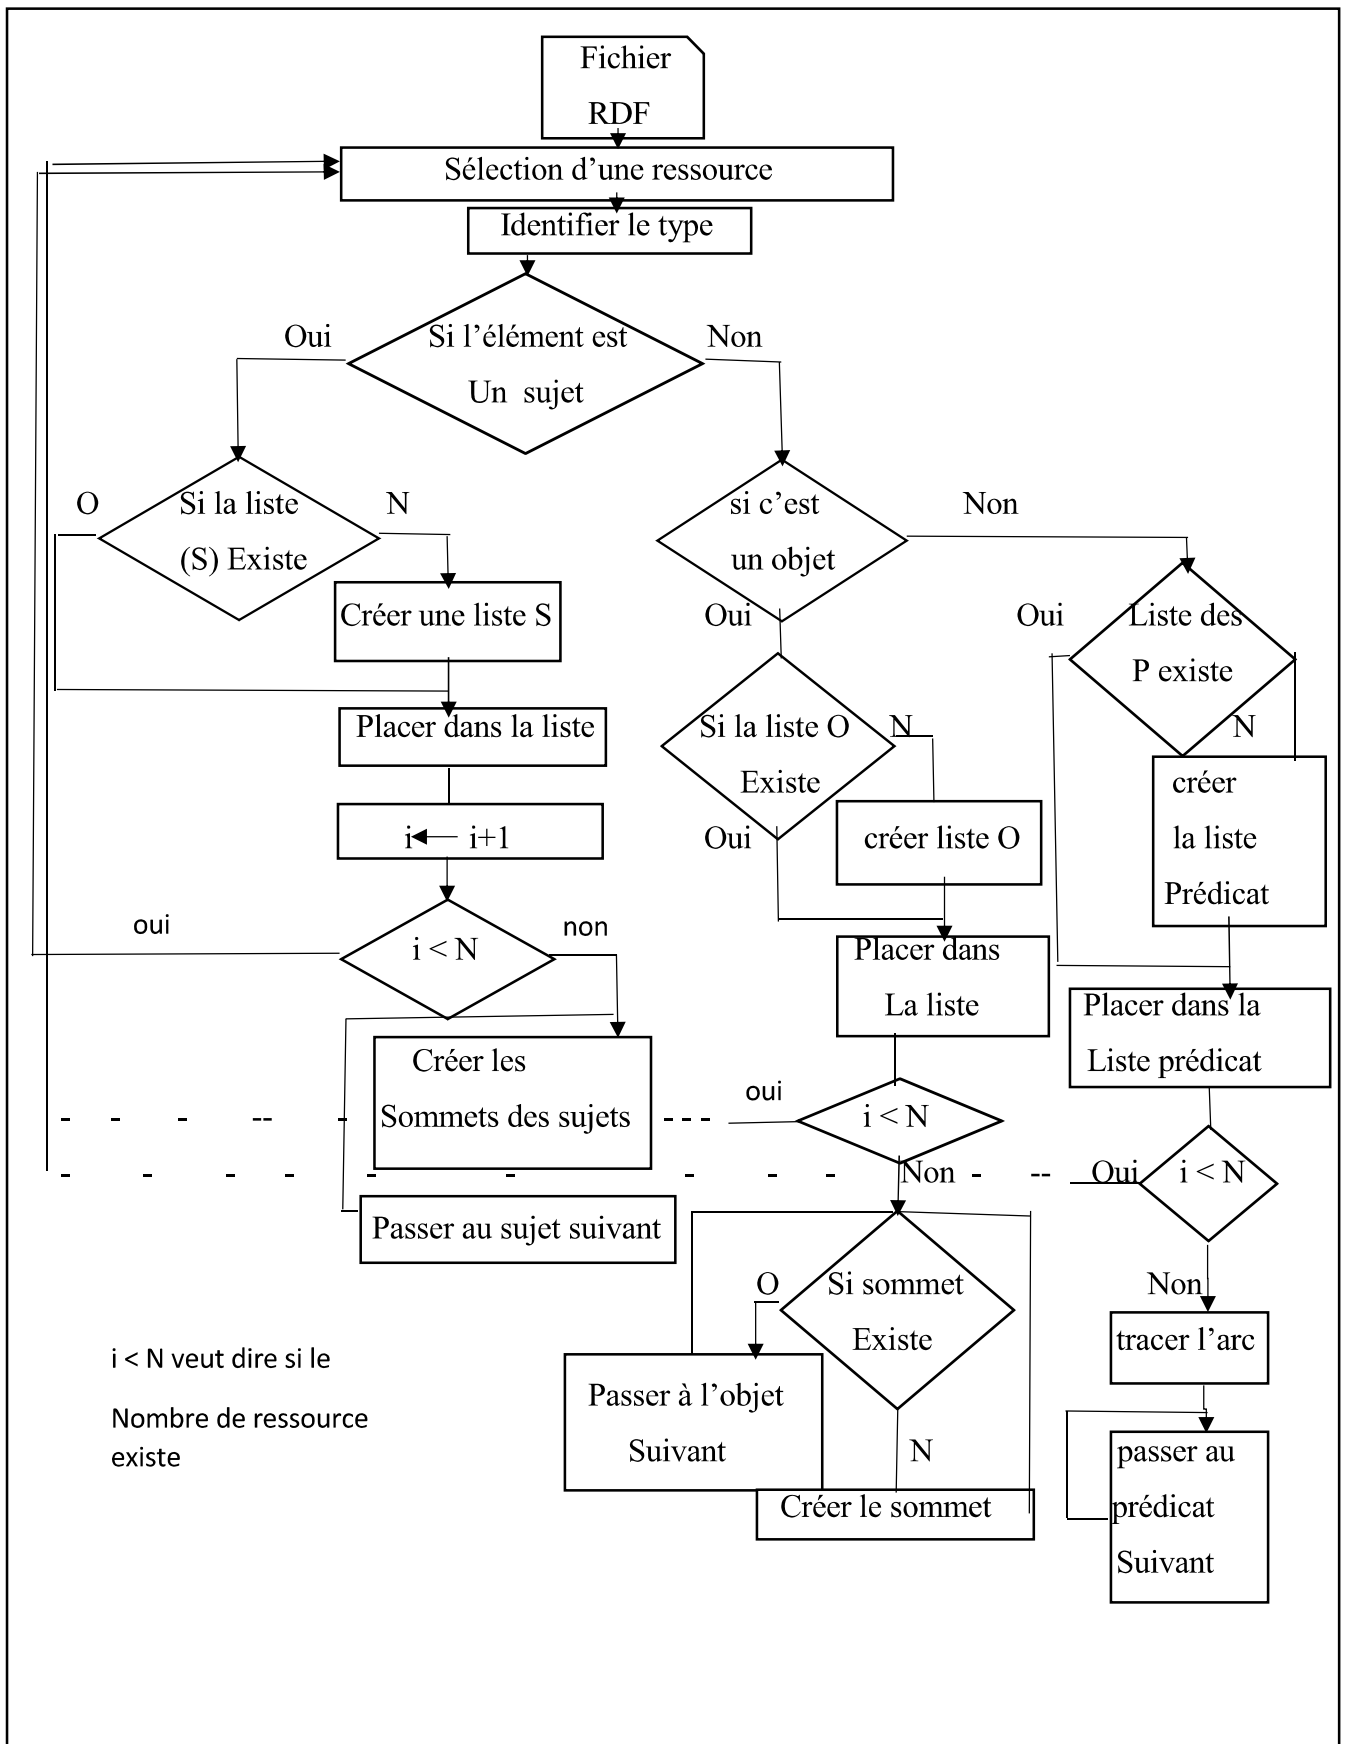 Fichier
RDF
Sélection d’une ressource
Identifier le type
Oui
Si l’élément est
Un sujet
Non
O
Si la liste
(S) Existe
N
Créer une liste S
Placer dans la liste
i i+1
oui
i < N
non
Créer les
Sommets des sujets
Passer au sujet suivant
si c’est
un objet
Non
Oui
Si la liste O
Existe
N
Oui
créer liste O
Placer dans
La liste
oui
i < N
Non
O
Si sommet
Existe
Passer à l’objet
Suivant
N
Créer le sommet
Oui
Liste des
P existe
N
créer
la liste
Prédicat
Placer dans la
Liste prédicat
Oui
i < N
Non
tracer l’arc
passer au
prédicat
Suivant
i < N veut dire si le
Nombre de ressource
existe